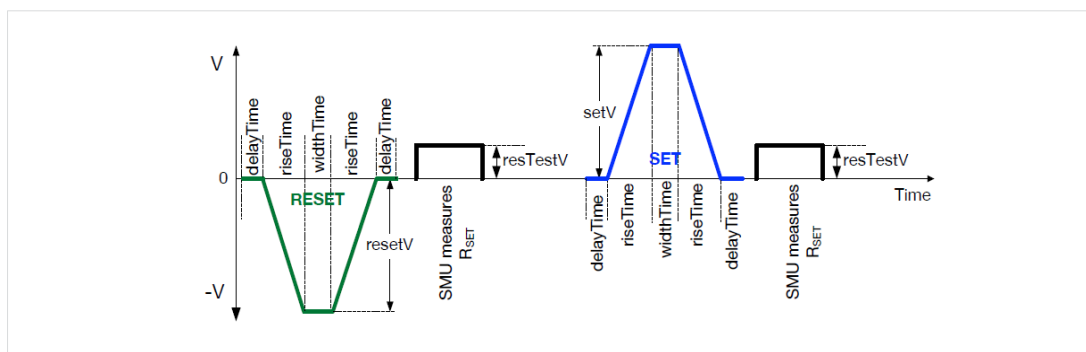 V
delayTime
riseTime
widthTime
riseTime
delayTime
0
RESET
resetV
-V
resTestV
SMU measures
RSET
setV
SET
delayTime
riseTime
widthTime
riseTime
delayTime
resTestV
SMU measures
RSET
Time